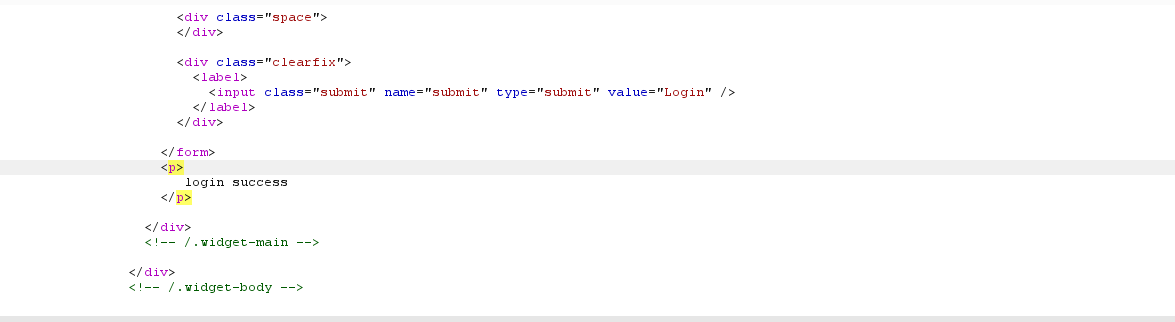 <div class="space">
</div>
<div class="clearfix">
<label>
<input class="submit" name="submit" type="submit" value="Login" />
</label>
</div>
</form>
<p>
login success
</p>
</div>
<!-- /.widget-main -->
</div>
<!-- /.widget-body -->